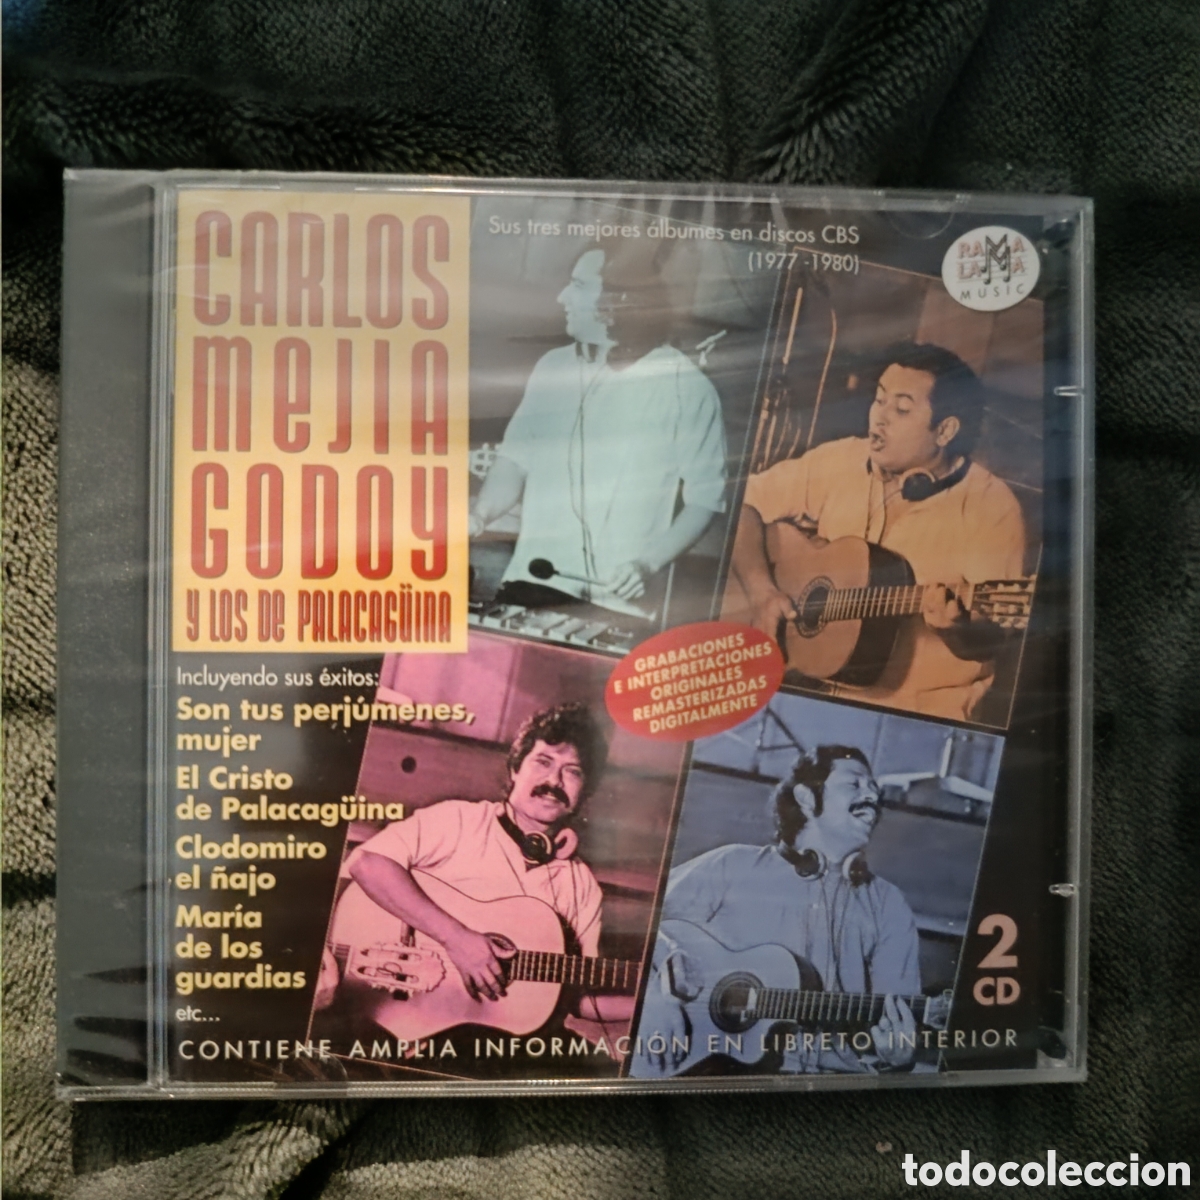 CARLOS
MEJIA
GODOY
Y LOS DE PALACAGÜINA
Sus tres mejores álbumes en discos CBS
(1977 -1980)
RAMA
LAMA
MUSIC
Incluyendo sus éxitos:
Son tus perjúmenes,
mujer
El Cristo
de Palacagüina
Clodomiro
el ñajo
María
de los
guardias
etc...
GRABACIONES
E INTERPRETACIONES
ORIGINALES
REMASTERIZADAS
DIGITALMENTE
2
CD
CONTIENE AMPLIA INFORMACIÓN EN LIBRETO INTERIOR
todocoleccion